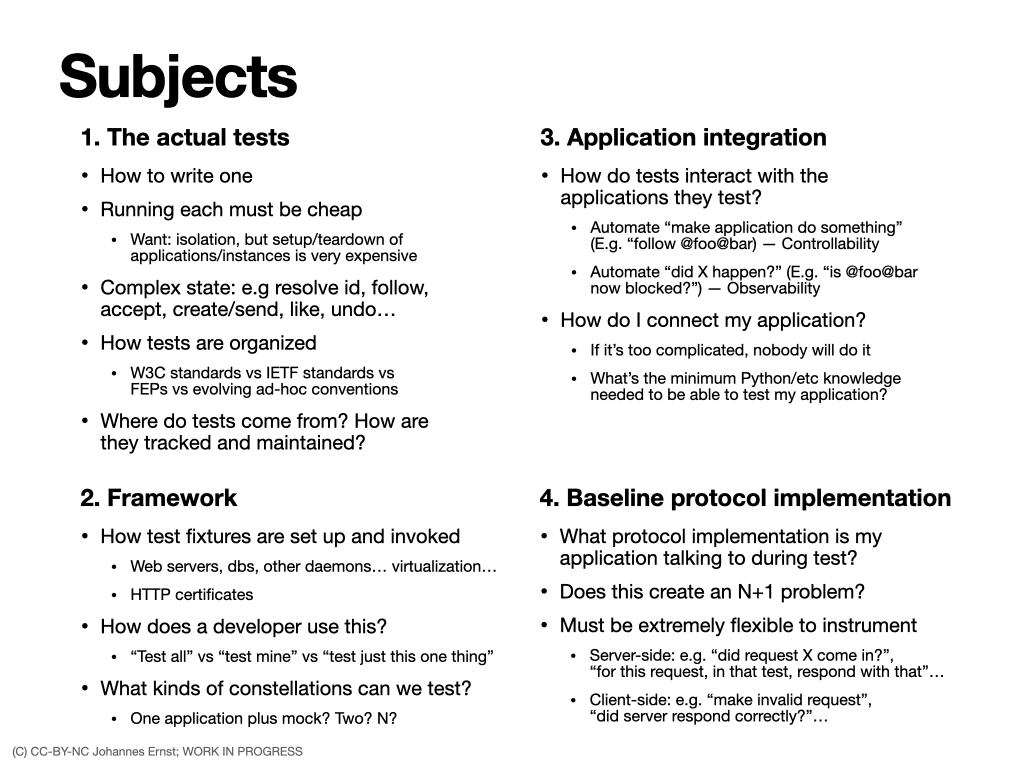 Subjects
1. The actual tests
• How to write one
• Running each must be cheap
• Want: isolation, but setup/teardown of
applications/instances is very expensive
• Complex state: e.g resolve id, follow,
accept, create/send, like, undo…
• How tests are organized
• W3C standards vs IETF standards vs
FEPs vs evolving ad-hoc conventions
• Where do tests come from? How are
they tracked and maintained?
2. Framework
• How test fixtures are set up and invoked
• Web servers, dbs, other daemons… virtualization…
• HTTP certificates
• How does a developer use this?
• “Test all” vs “test mine” vs “test just this one thing”
• What kinds of constellations can we test?
• One application plus mock? Two? N?
3. Application integration
• How do tests interact with the
applications they test?
• Automate “make application do something”
(E.g. “follow @foo@bar) — Controllability
• Automate “did X happen?” (E.g. “is @foo@bar
now blocked?”) — Observability
• How do I connect my application?
• If it’s too complicated, nobody will do it
• What’s the minimum Python/etc knowledge
needed to be able to test my application?
4. Baseline protocol implementation
• What protocol implementation is my
application talking to during test?
• Does this create an N+1 problem?
• Must be extremely flexible to instrument
• Server-side: e.g. “did request X come in?”,
“for this request, in that test, respond with that”…
• Client-side: e.g. “make invalid request”,
“did server respond correctly?”…
(C) CC-BY-NC Johannes Ernst; WORK IN PROGRESS